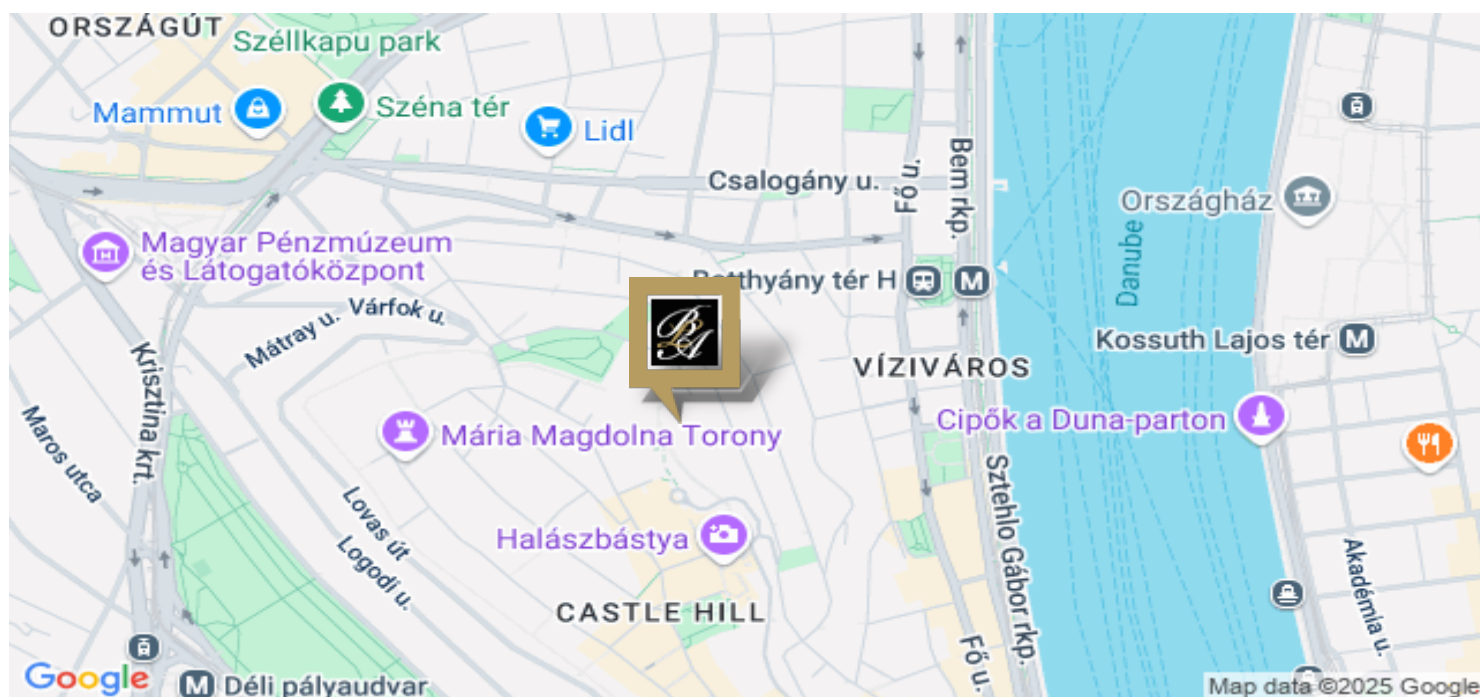 ORSZÁGÚT
Széllkapu park
Mammut
Széna tér
Lidl
Csalogány u.
Fő u.
Bem rkp.
Országház
Danube
Magyar Pénzmúzeum
és Látogatóközpont
Mátray u.
Várfok u.
tthyány tér H
M
Krisztina krt.
VÍZIVÁROS
Kossuth Lajos tér M
Maros utca
Mária Magdolna Torony
Cipők a Duna-parton
Lovas út
Logodi u.
Halászbástya
Sztehlo Gábor rkp.
Akadémia u.
CASTLE HILL
Fő u.
Google
M Déli pályaudvar
Map data ©2025 Google